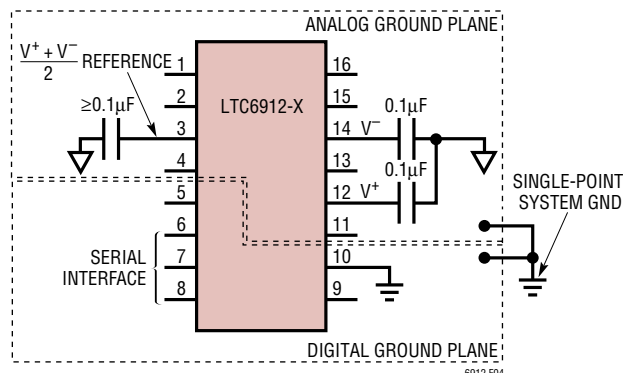 ANALOG GROUND PLANE
V+ + V−
2
REFERENCE
≥0.1µF
LTC6912-X
1
2
3
4
5
6
7
8
16
15
14
13
12
11
10
9
V−
V+
0.1µF
0.1µF
SERIAL
INTERFACE
SINGLE-POINT
SYSTEM GND
DIGITAL GROUND PLANE
6912 F04